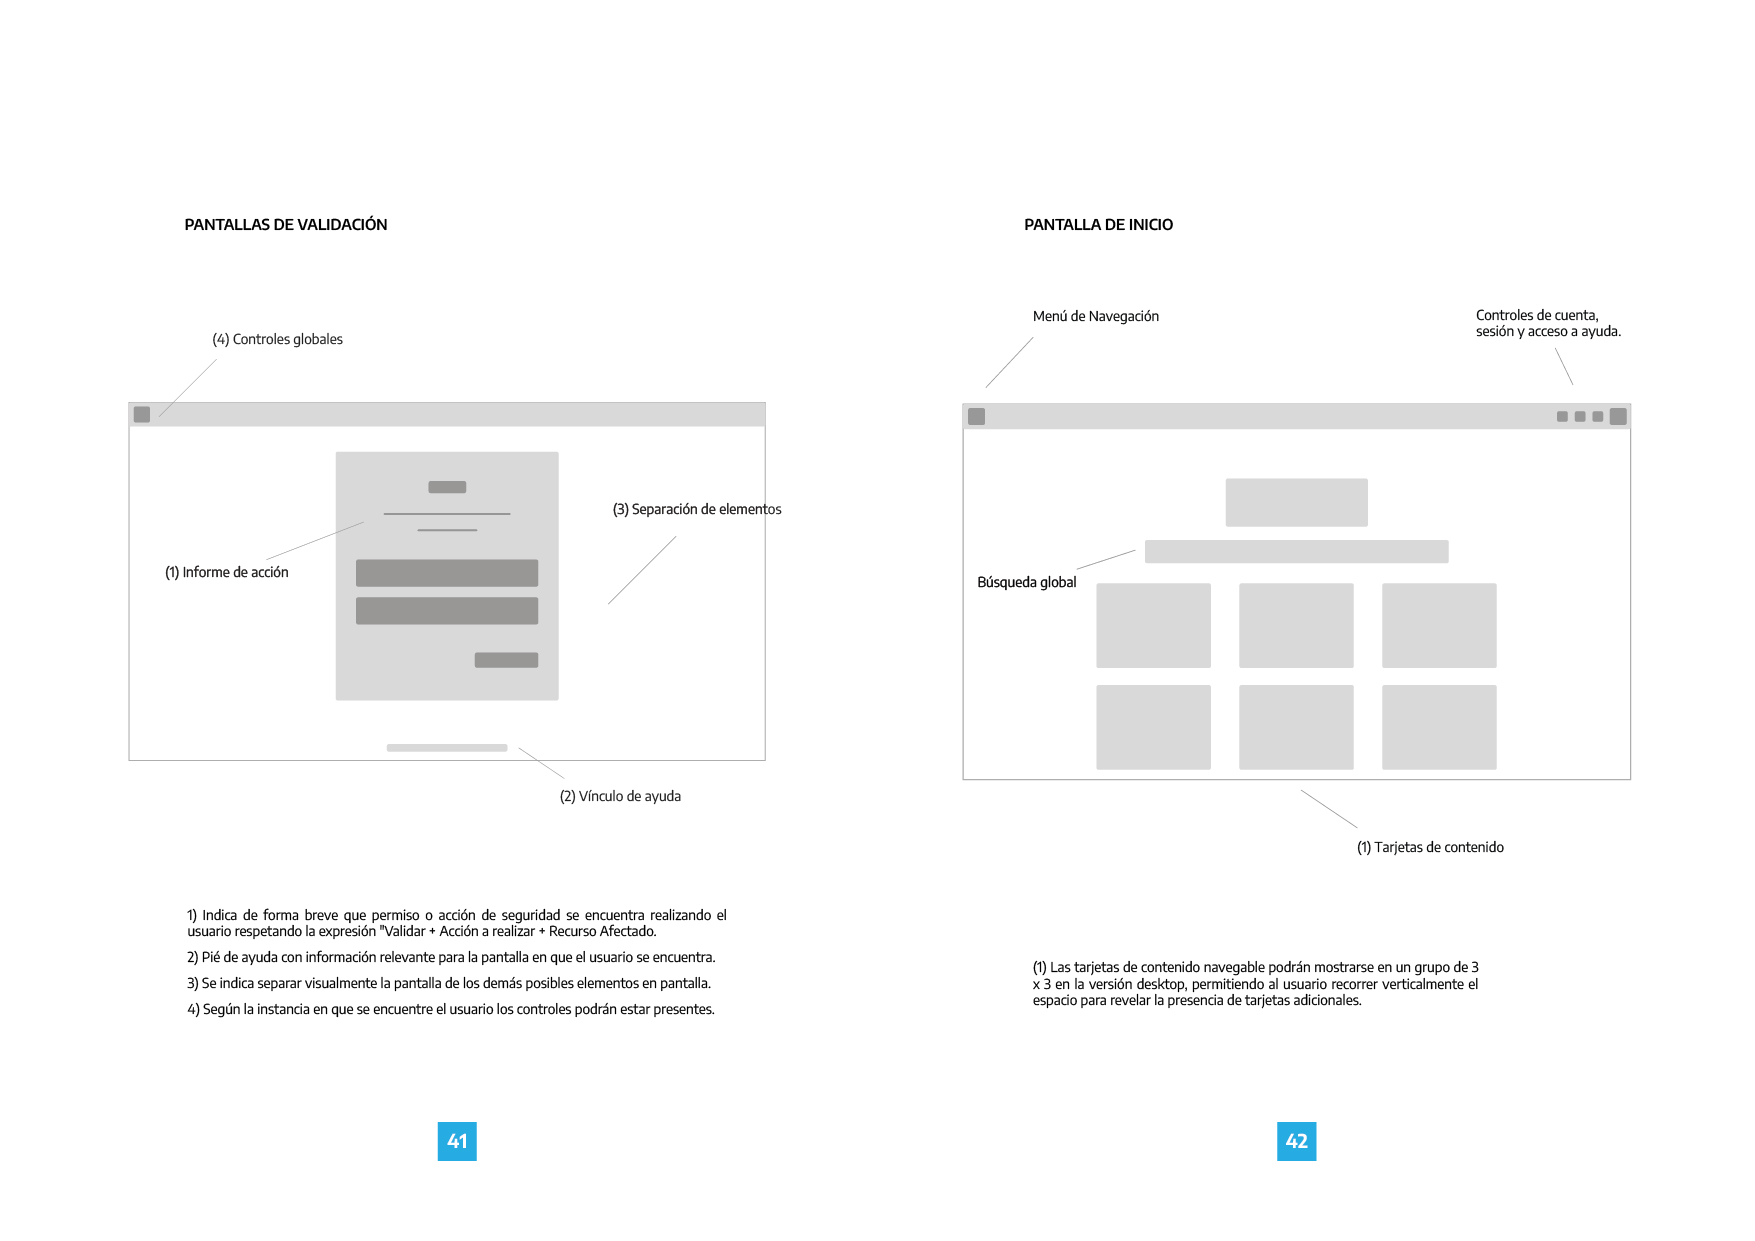 PANTALLAS DE VALIDACIÓN
(4) Controles globales
(3) Separación de elementos
(1) Informe de acción
(2) Vínculo de ayuda
1) Indica de forma breve que permiso o acción de seguridad se encuentra realizando el
usuario respetando la expresión "Validar + Acción a realizar + Recurso Afectado.
2) Pié de ayuda con información relevante para la pantalla en que el usuario se encuentra.
3) Se indica separar visualmente la pantalla de los demás posibles elementos en pantalla.
4) Según la instancia en que se encuentre el usuario los controles podrán estar presentes.
41
PANTALLA DE INICIO
Menú de Navegación
Controles de cuenta,
sesión y acceso a ayuda.
Búsqueda global
(1) Tarjetas de contenido
(1) Las tarjetas de contenido navegable podrán mostrarse en un grupo de 3
x 3 en la versión desktop, permitiendo al usuario recorrer verticalmente el
espacio para revelar la presencia de tarjetas adicionales.
42